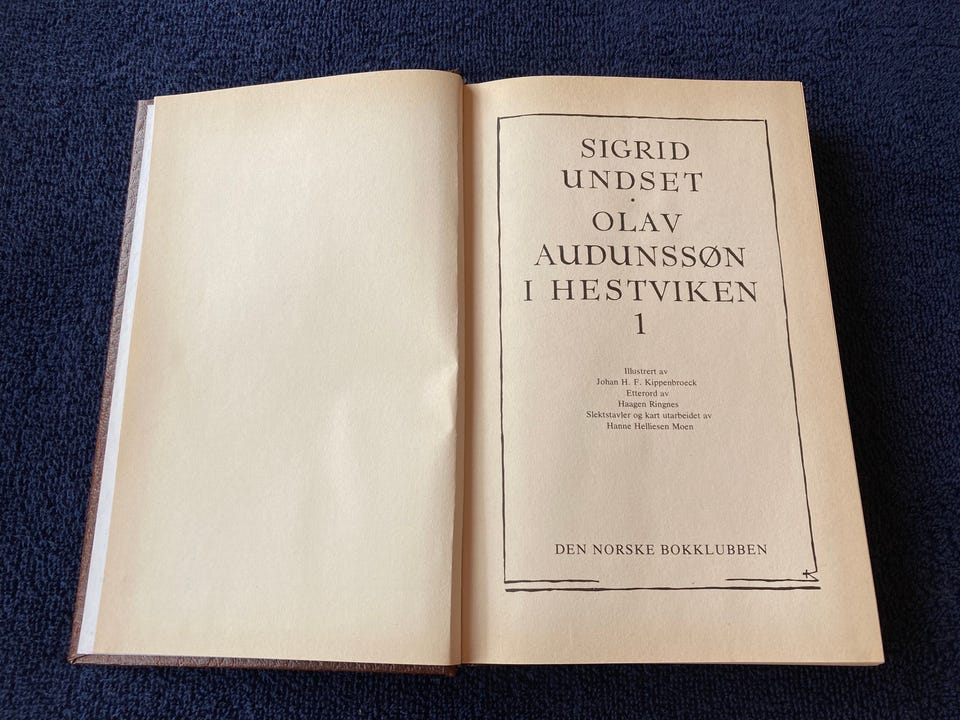 SIGRID
UNDSET
·
OLAV
AUDUNSSØN
I HESTVIKEN
1
Illustrert av
Johan H. F. Kippenbroeck
Etterord av
Haagen Ringnes
Slektstavler og kart utarbeidet av
Hanne Helliesen Moen
DEN NORSKE BOKKLUBBEN